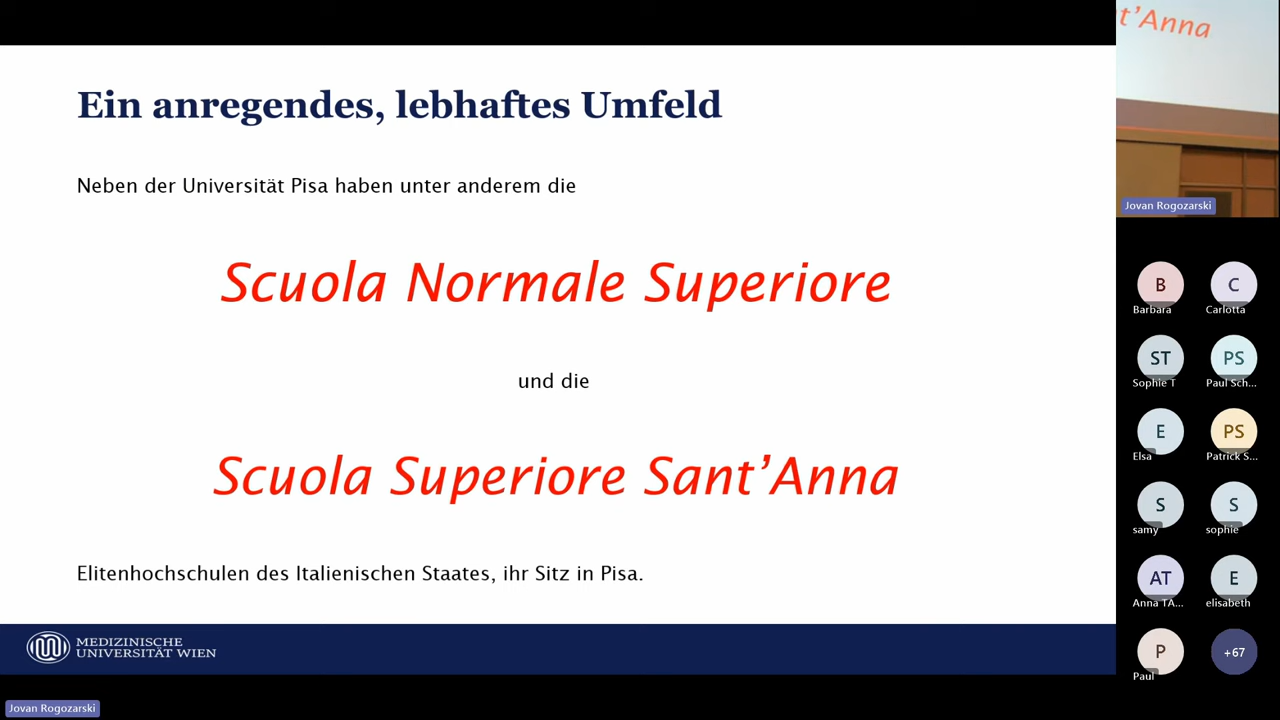 Ein anregendes, lebhaftes Umfeld
Neben der Universität Pisa haben unter anderem die
Scuola Normale Superiore
und die
Scuola Superiore Sant’Anna
Elitenhochschulen des Italienischen Staates, ihr Sitz in Pisa.
MEDIZINISCHE
UNIVERSITÄT WIEN
Jovan Rogozarski
t’Anna
Jovan Rogozarski
B
C
Barbara
Carlotta
ST
PS
Sophie T
Paul Sch...
E
PS
Elsa
Patrick S...
S
S
samy
sophie
AT
E
Anna TA...
elisabeth
P
+67
Paul